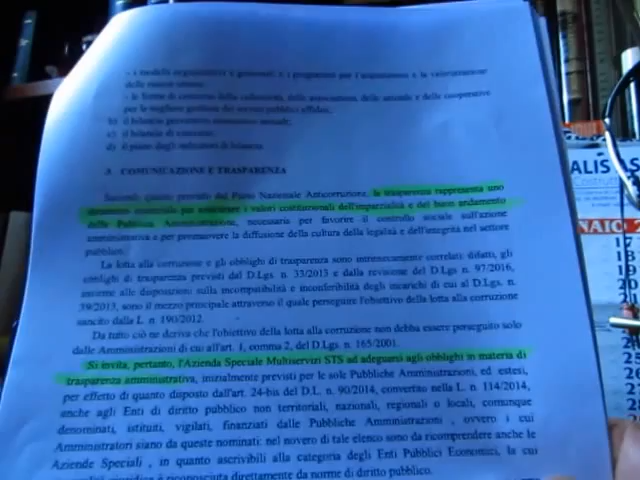 - i modelli organizzativi e gestionali e i programmi per l'acquisizione e la valorizzazione
delle risorse umane;
- le forme di controllo della collettività, delle associazioni, delle aziende e delle cooperative
per la migliore gestione dei servizi pubblici affidati;
b) il bilancio preventivo economico annuale;
c) il bilancio di esercizio;
d) il piano degli indicatori di bilancio.
A COMUNICAZIONE E TRASPARENZA
Secondo quanto previsto dal Piano Nazionale Anticorruzione, la trasparenza rappresenta uno
strumento essenziale per assicurare i valori costituzionali dell'imparzialità e del buon andamento
delle Pubblica Amministrazione, necessaria per favorire il controllo sociale sull'azione
amministrativa e per promuovere la diffusione della cultura della legalità e dell'integrità nel settore
pubblico.
La lotta alla corruzione e gli obblighi di trasparenza sono intrinsecamente correlati: difatti, gli
obblighi di trasparenza previsti dal D.Lgs. n. 33/2013 e dalla revisione del D.Lgs. n. 97/2016,
insieme alle disposizioni sulla incompatibilità e inconferibilità degli incarichi di cui al D.Lgs. n.
39/2013, sono il mezzo principale attraverso il quale perseguire l'obiettivo della lotta alla corruzione
sancito dalla L. n. 190/2012.
Da tutto ciò ne deriva che l'obiettivo della lotta alla corruzione non debba essere perseguito solo
dalle Amministrazioni di cui all'art. 1, comma 2, del D.Lgs. n. 165/2001.
Si invita, pertanto, l'Azienda Speciale Multiservizi STS ad adeguarsi agli obblighi in materia di
trasparenza amministrativa, inizialmente previsti per le sole Pubbliche Amministrazioni, ed estesi,
per effetto di quanto disposto dall'art. 24-bis del D.L. n. 90/2014, convertito nella L. n. 114/2014,
anche agli Enti di diritto pubblico non territoriali, nazionali, regionali o locali, comunque
denominati, istituiti, vigilati, finanziati dalle Pubbliche Amministrazioni , ovvero i cui
Amministratori siano da queste nominati: nel novero di tale elenco sono da ricomprendere anche le
Aziende Speciali , in quanto ascrivibili alla categoria degli Enti Pubblici Economici, la cui
è riconosciuta direttamente da norme di diritto pubblico.
ALIS AS
Costrutt
NAIO 2
17
18
19